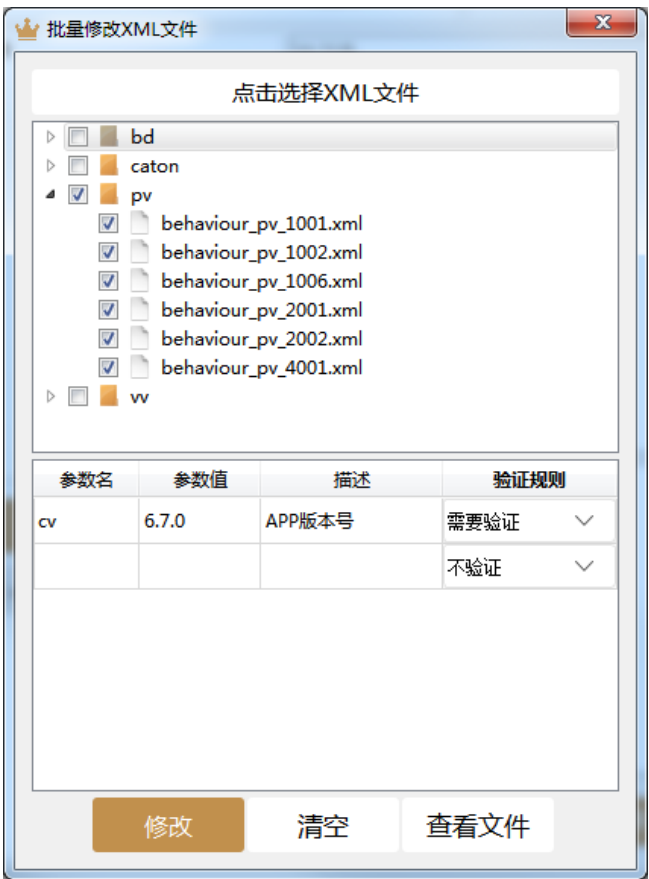 批量修改XML文件
点击选择XML文件
bd
caton
pv
behaviour_pv_1001.xml
behaviour_pv_1002.xml
behaviour_pv_1006.xml
behaviour_pv_2001.xml
behaviour_pv_2002.xml
behaviour_pv_4001.xml
vv
参数名 参数值 描述 验证规则
cv 6.7.0 APP版本号 需要验证
不验证
修改 清空 查看文件